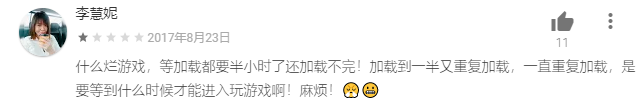 李慧妮
★☆☆☆☆ 2017年8月23日
11
什么烂游戏，等加载都要半小时了还加载不完！加载到一半又重复加载，一直重复加载，是
要等到什么时候才能进入玩游戏啊！麻烦！😤😬